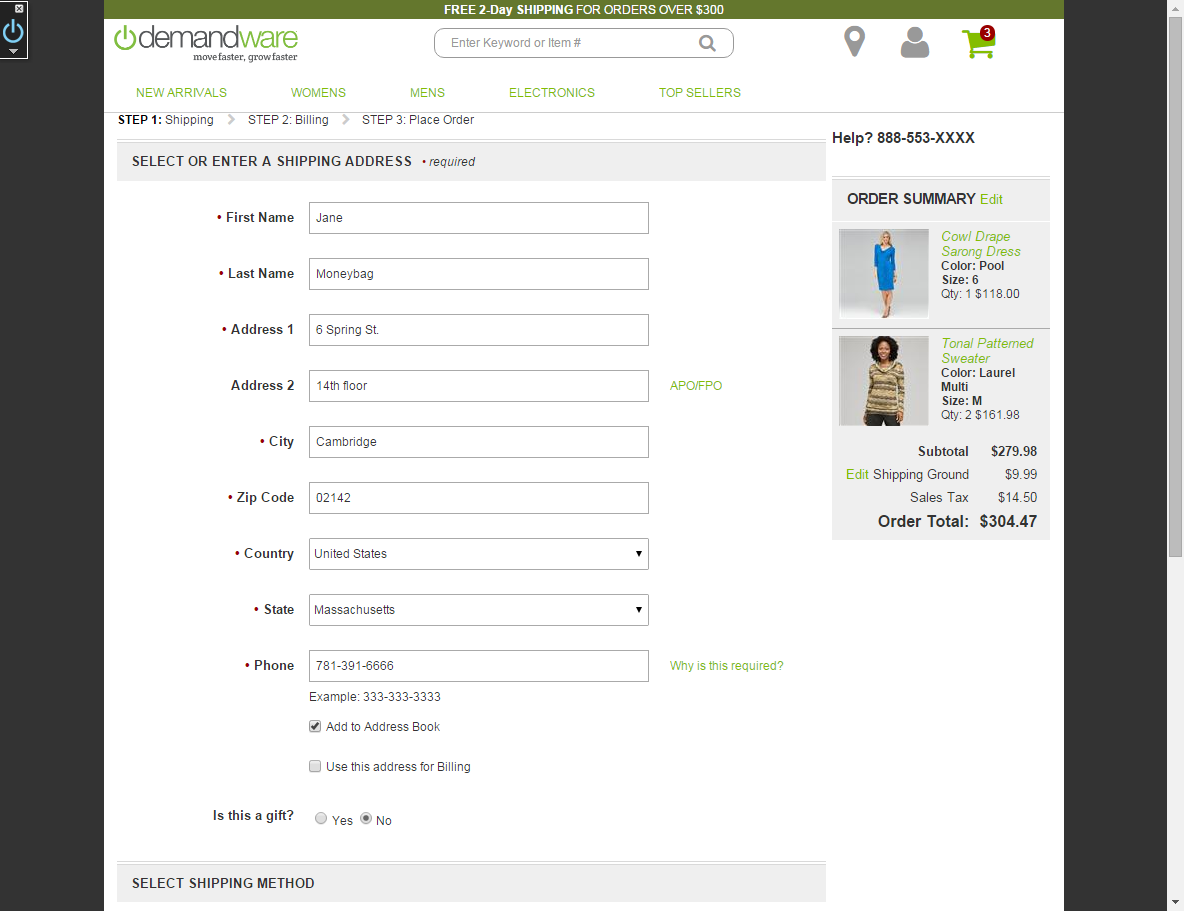 FREE 2-Day SHIPPING FOR ORDERS OVER $300
demandware
move faster, grow faster
Enter Keyword or Item #
3
NEW ARRIVALS WOMENS MENS ELECTRONICS TOP SELLERS
STEP 1: Shipping STEP 2: Billing STEP 3: Place Order
SELECT OR ENTER A SHIPPING ADDRESS • required
• First Name Jane
• Last Name Moneybag
• Address 1 6 Spring St.
Address 2 14th floor APO/FPO
• City Cambridge
• Zip Code 02142
• Country United States
• State Massachusetts
• Phone 781-391-6666 Why is this required?
Example: 333-333-3333
Add to Address Book
Use this address for Billing
Is this a gift? Yes No
SELECT SHIPPING METHOD
Help? 888-553-XXXX
ORDER SUMMARY Edit
Cowl Drape
Sarong Dress
Color: Pool
Size: 6
Qty: 1 $118.00
Tonal Patterned
Sweater
Color: Laurel
Multi
Size: M
Qty: 2 $161.98
Subtotal $279.98
Edit Shipping Ground $9.99
Sales Tax $14.50
Order Total: $304.47